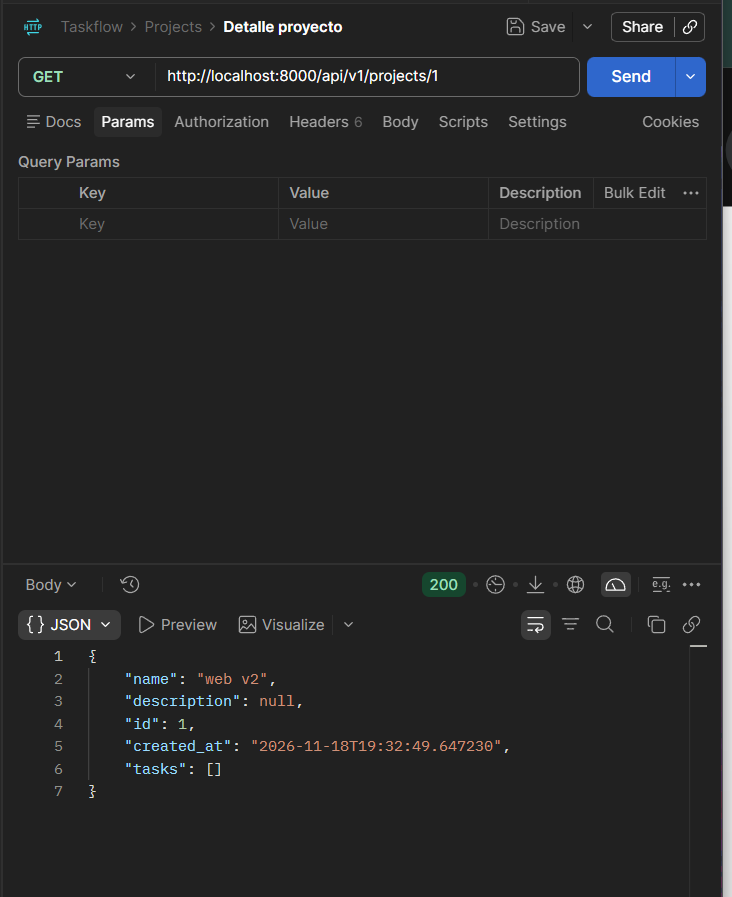 HTTP Taskflow > Projects > Detalle proyecto Save Share
GET http://localhost:8000/api/v1/projects/1 Send
Docs Params Authorization Headers 6 Body Scripts Settings Cookies
Query Params
Key Value Description Bulk Edit
Key Value Description
Body 200 e.g.
{} JSON Preview Visualize
1 {
2 "name": "web v2",
3 "description": null,
4 "id": 1,
5 "created_at": "2026-11-18T19:32:49.647230",
6 "tasks": []
7 }